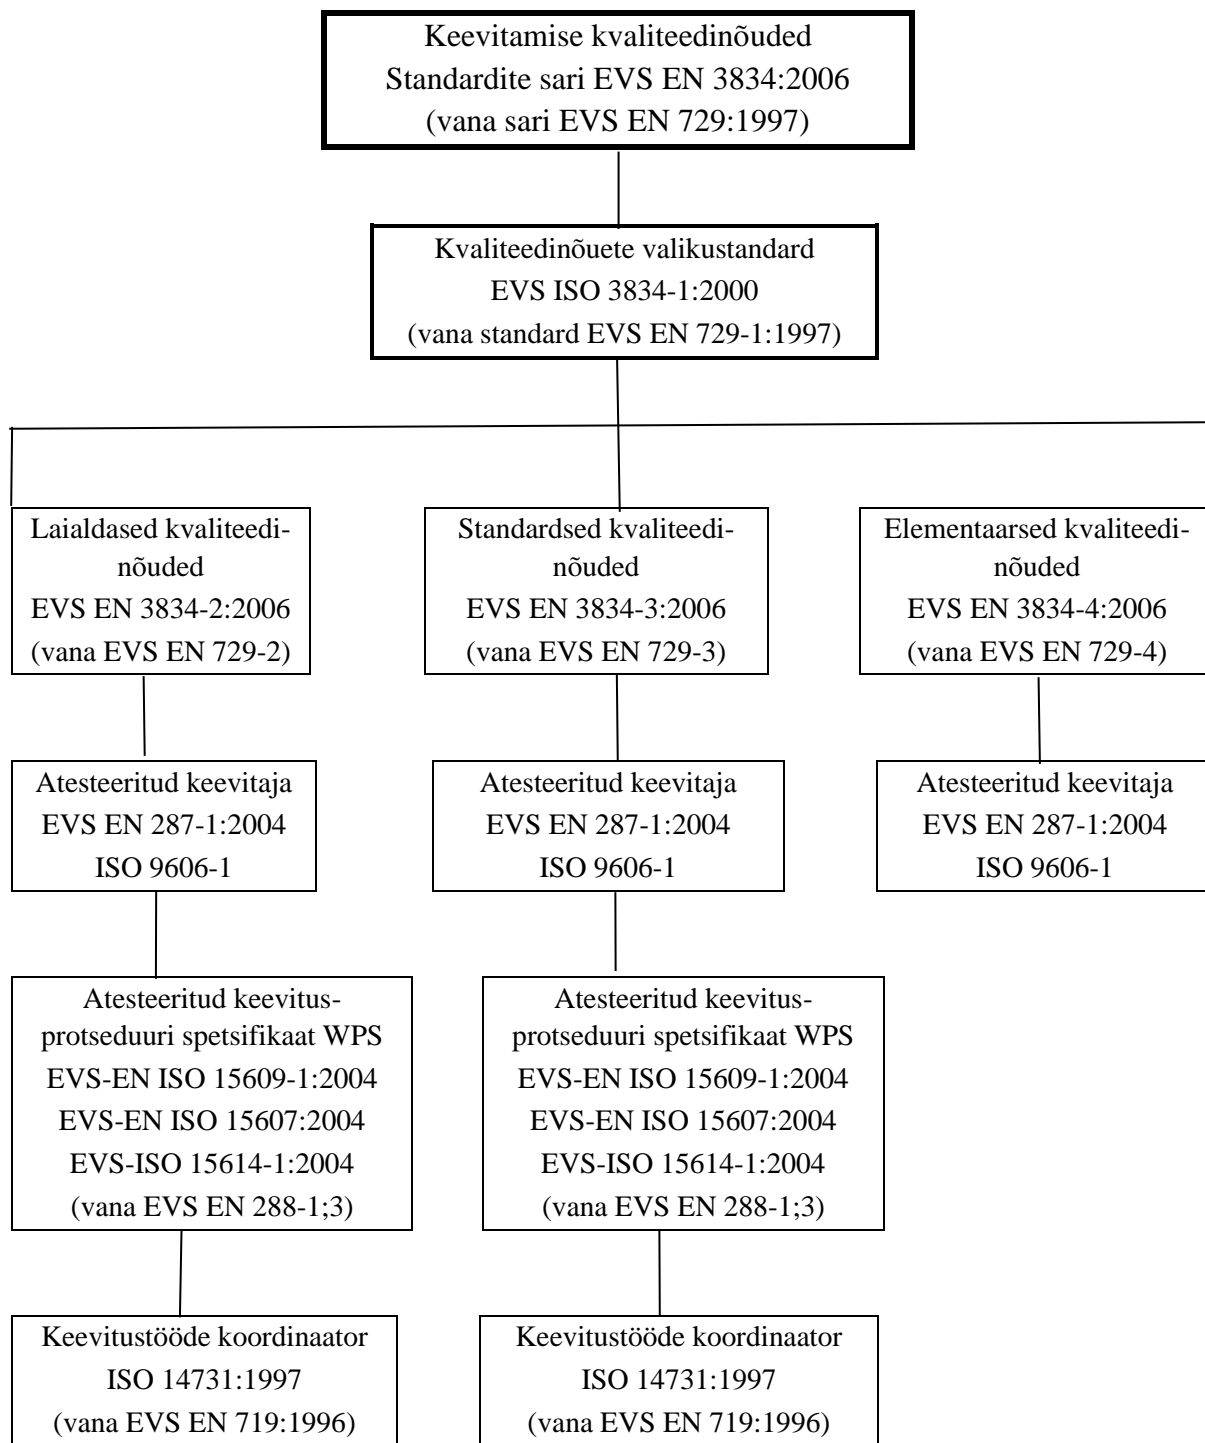 Keevitamise kvaliteedinõuded
Standardite sari EVS EN 3834:2006
(vana sari EVS EN 729:1997)
Kvaliteedinõuete valikustandard
EVS ISO 3834-1:2000
(vana standard EVS EN 729-1:1997)
Laialdased kvaliteedi-
nõuded
EVS EN 3834-2:2006
(vana EVS EN 729-2)
Standardsed kvaliteedi-
nõuded
EVS EN 3834-3:2006
(vana EVS EN 729-3)
Elementaarsed kvaliteedi-
nõuded
EVS EN 3834-4:2006
(vana EVS EN 729-4)
Atesteeritud keevitaja
EVS EN 287-1:2004
ISO 9606-1
Atesteeritud keevitaja
EVS EN 287-1:2004
ISO 9606-1
Atesteeritud keevitaja
EVS EN 287-1:2004
ISO 9606-1
Atesteeritud keevitus-
protseduuri spetsifikaat WPS
EVS-EN ISO 15609-1:2004
EVS-EN ISO 15607:2004
EVS-ISO 15614-1:2004
(vana EVS EN 288-1;3)
Atesteeritud keevitus-
protseduuri spetsifikaat WPS
EVS-EN ISO 15609-1:2004
EVS-EN ISO 15607:2004
EVS-ISO 15614-1:2004
(vana EVS EN 288-1;3)
Keevitustööde koordinaator
ISO 14731:1997
(vana EVS EN 719:1996)
Keevitustööde koordinaator
ISO 14731:1997
(vana EVS EN 719:1996)